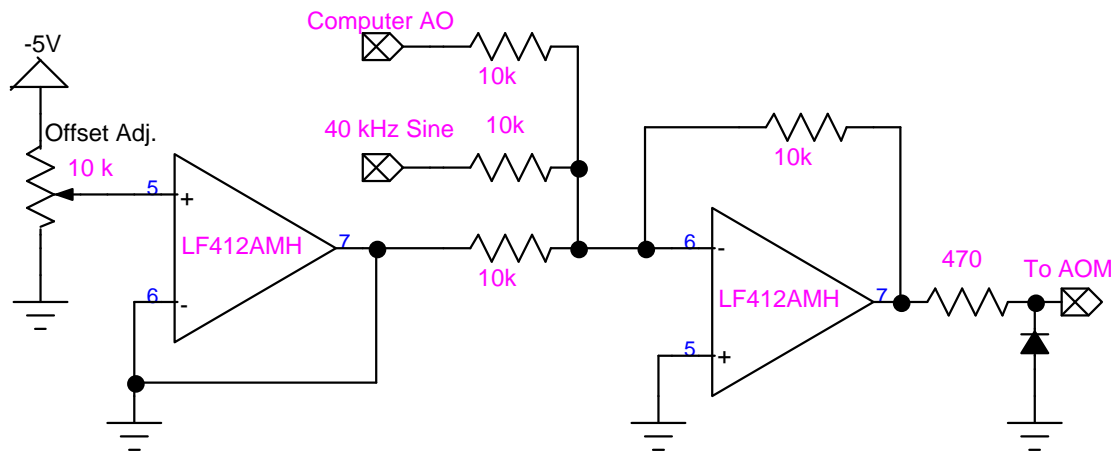 Computer AO
-5V
10k
Offset Adj.
40 kHz Sine
10k
10 k
10k
5
+
LF412AMH
7
6
-
470
To AOM
10k
LF412AMH
7
6
-
5
+